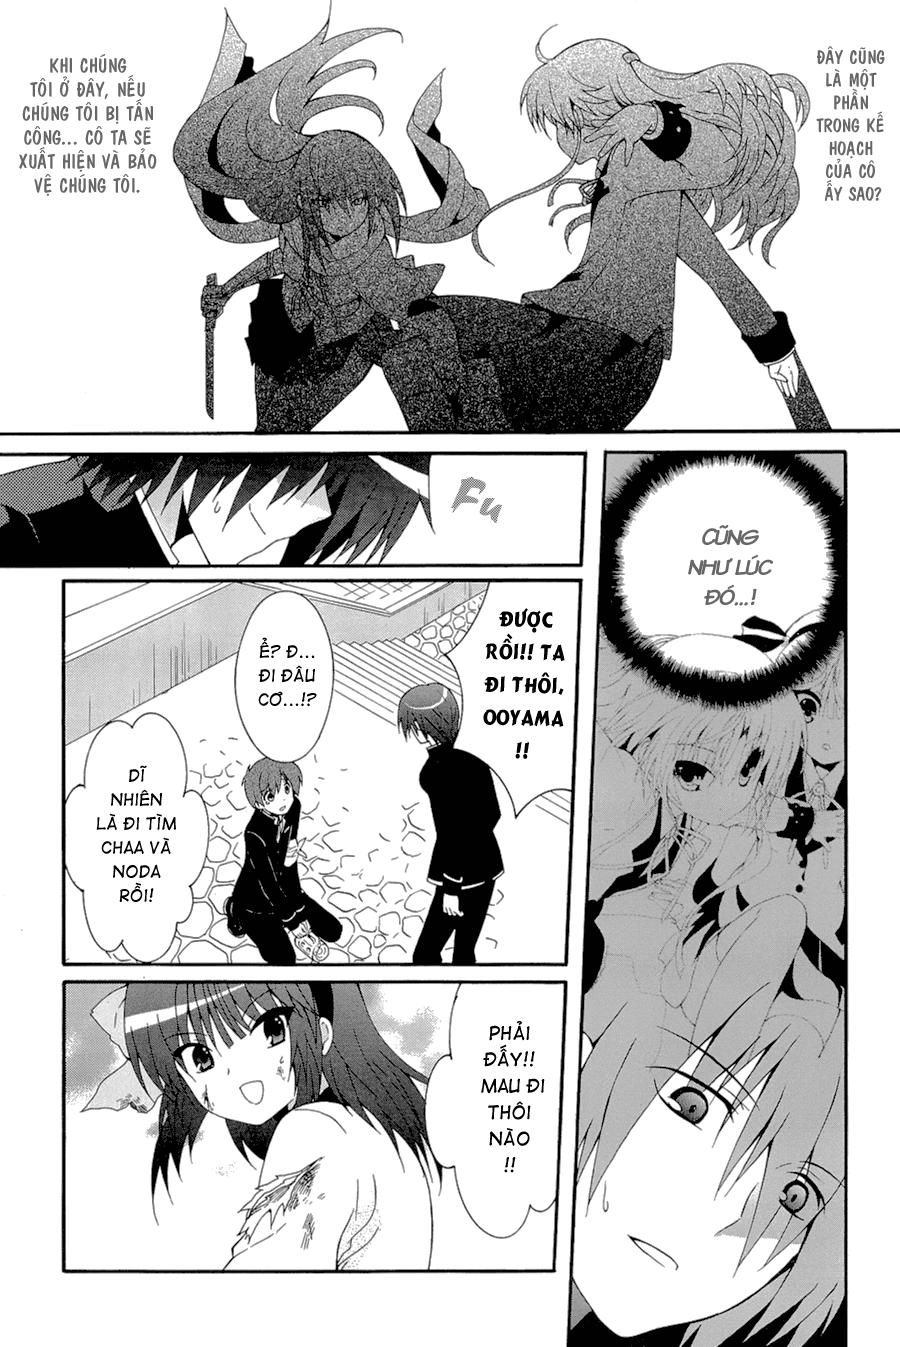 ĐÂY CŨNG
LÀ MỘT
PHẦN
TRONG KẾ
HOẠCH
CỦA CÔ
ẤY SAO?
KHI CHÚNG
TÔI Ở ĐÂY, NẾU
CHÚNG TÔI BỊ TẤN
CÔNG... CÔ TA SẼ
XUẤT HIỆN VÀ BẢO
VỆ CHÚNG TÔI.
CŨNG
NHƯ LÚC
ĐÓ...!
Fu
ĐƯỢC
RỒI!! TA
ĐI THÔI,
OOYAMA
!!
Ể? Đ...
ĐI ĐÂU
CƠ...!?
DĨ
NHIÊN
LÀ ĐI TÌM
CHAA VÀ
NODA
RỒI!
PHẢI
ĐẤY!!
MAU ĐI
THÔI
NÀO
!!